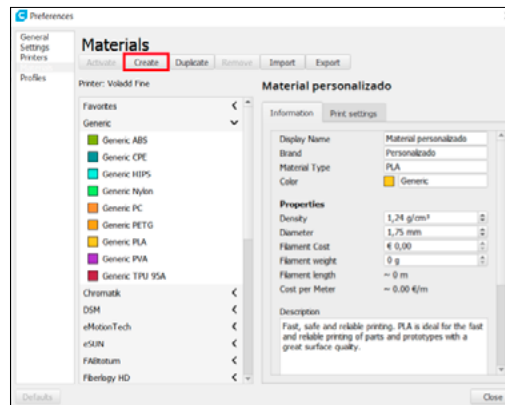 Preferences
General
Settings
Printers
Profiles
Materials
Activate Create Duplicate Remove Import Export
Printer: Voladd Fine
Favorites
Generic
Generic ABS
Generic CPE
Generic HIPS
Generic Nylon
Generic PC
Generic PETG
Generic PLA
Generic PVA
Generic TPU 95A
Chromatik
DSM
eMotionTech
eSUN
FABtotum
Fiberlogy HD
Material personalizado
Information Print settings
Display Name Material personalizado
Brand Personalizado
Material Type PLA
Color Generic
Properties
Density 1,24 g/cm³
Diameter 1,75 mm
Filament Cost € 0,00
Filament weight 0 g
Filament length ~ 0 m
Cost per Meter ~ 0.00 €/m
Description
Fast, safe and reliable printing. PLA is ideal for the fast
and reliable printing of parts and prototypes with a
great surface quality.
Defaults Close